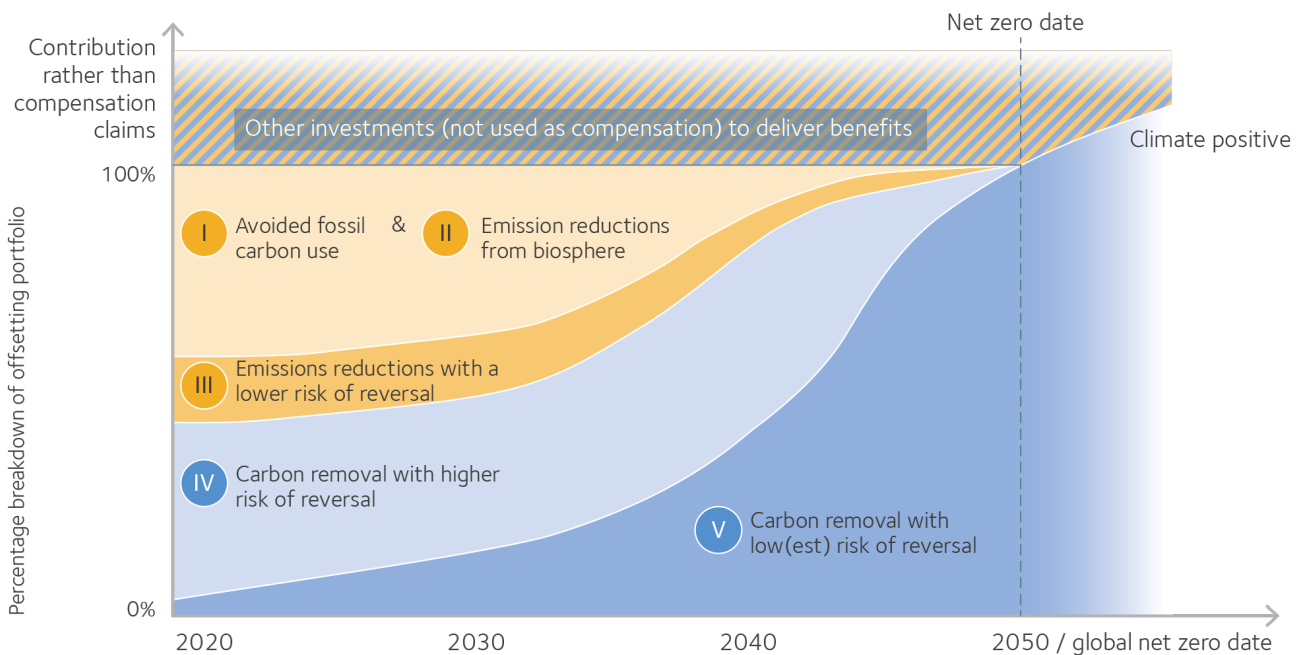 Net zero date
Contribution
rather than
compensation
claims
Other investments (not used as compensation) to deliver benefits
Climate positive
100%
Percentage breakdown of offsetting portfolio
I
Avoided fossil
carbon use
&
II
Emission reductions
from biosphere
III
Emissions reductions with a
lower risk of reversal
IV
Carbon removal with higher
risk of reversal
V
Carbon removal with
low(est) risk of reversal
0%
2020
2030
2040
2050 / global net zero date